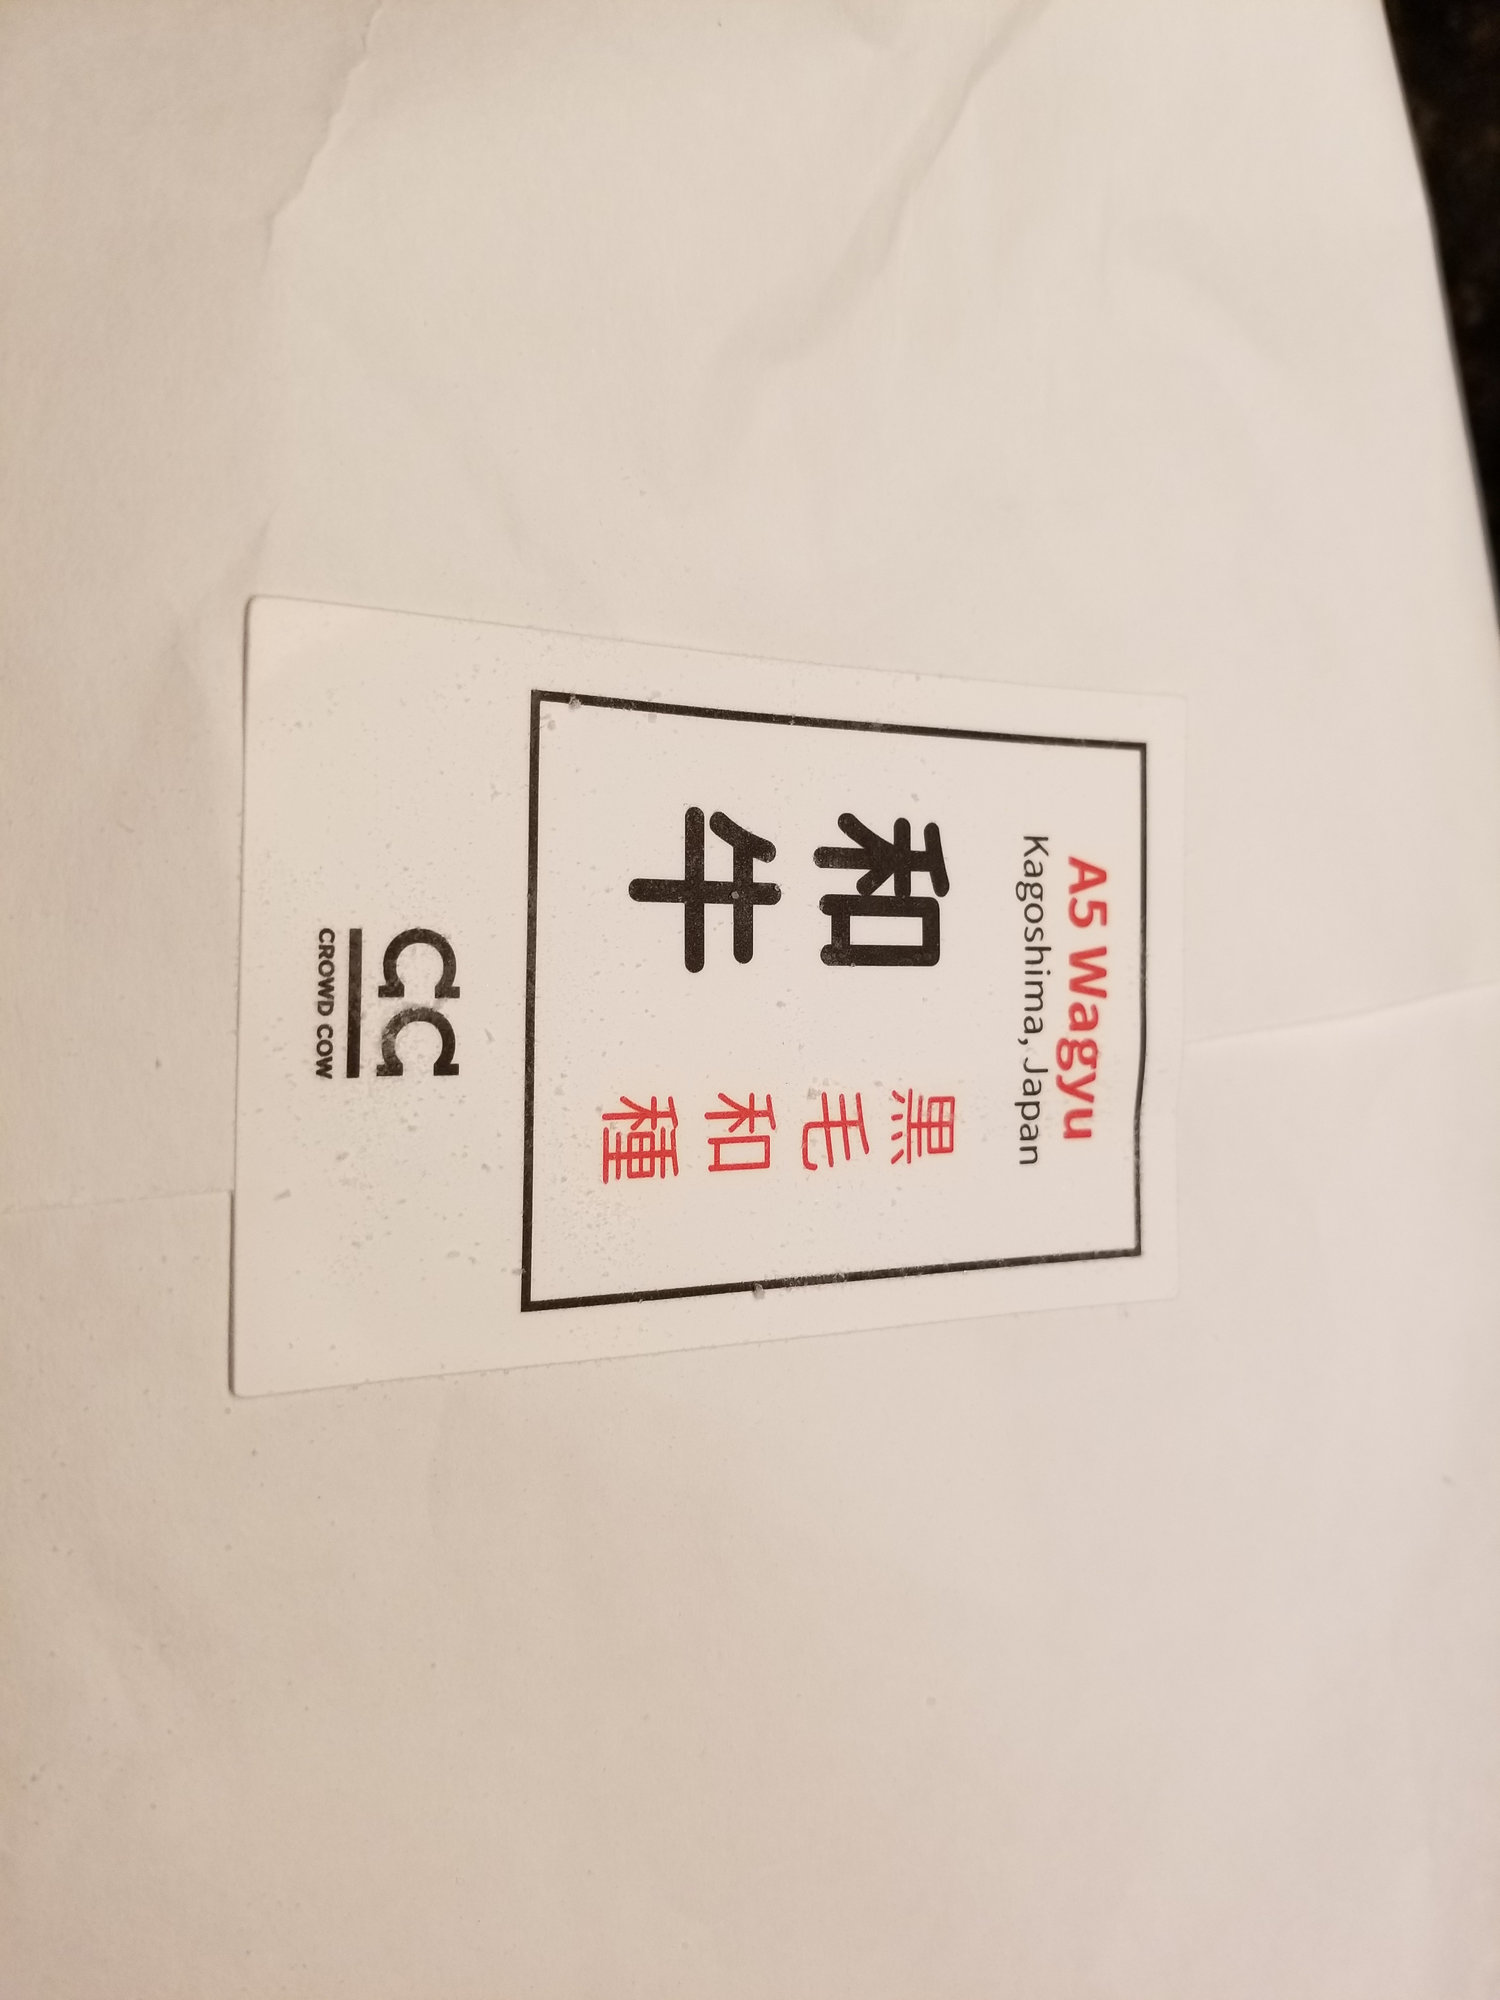 A5 Wagyu
Kagoshima, Japan
和牛
黒毛和種
CC
CROWD COW